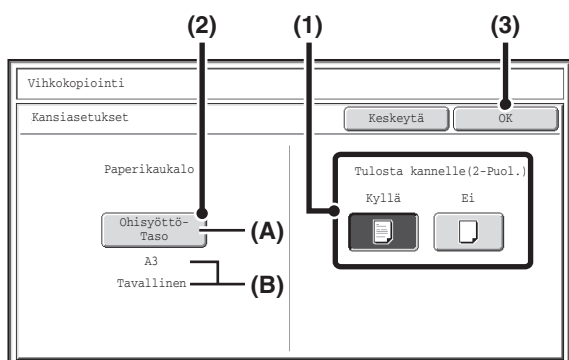 (2) (1) (3)
Vihkokopiointi
Kansiasetukset Keskeytä OK
Paperikaukalo Tulosta kannelle(2-Puol.)
Kyllä Ei
Ohisyöttö-
Taso
(A)
A3
Tavallinen
(B)